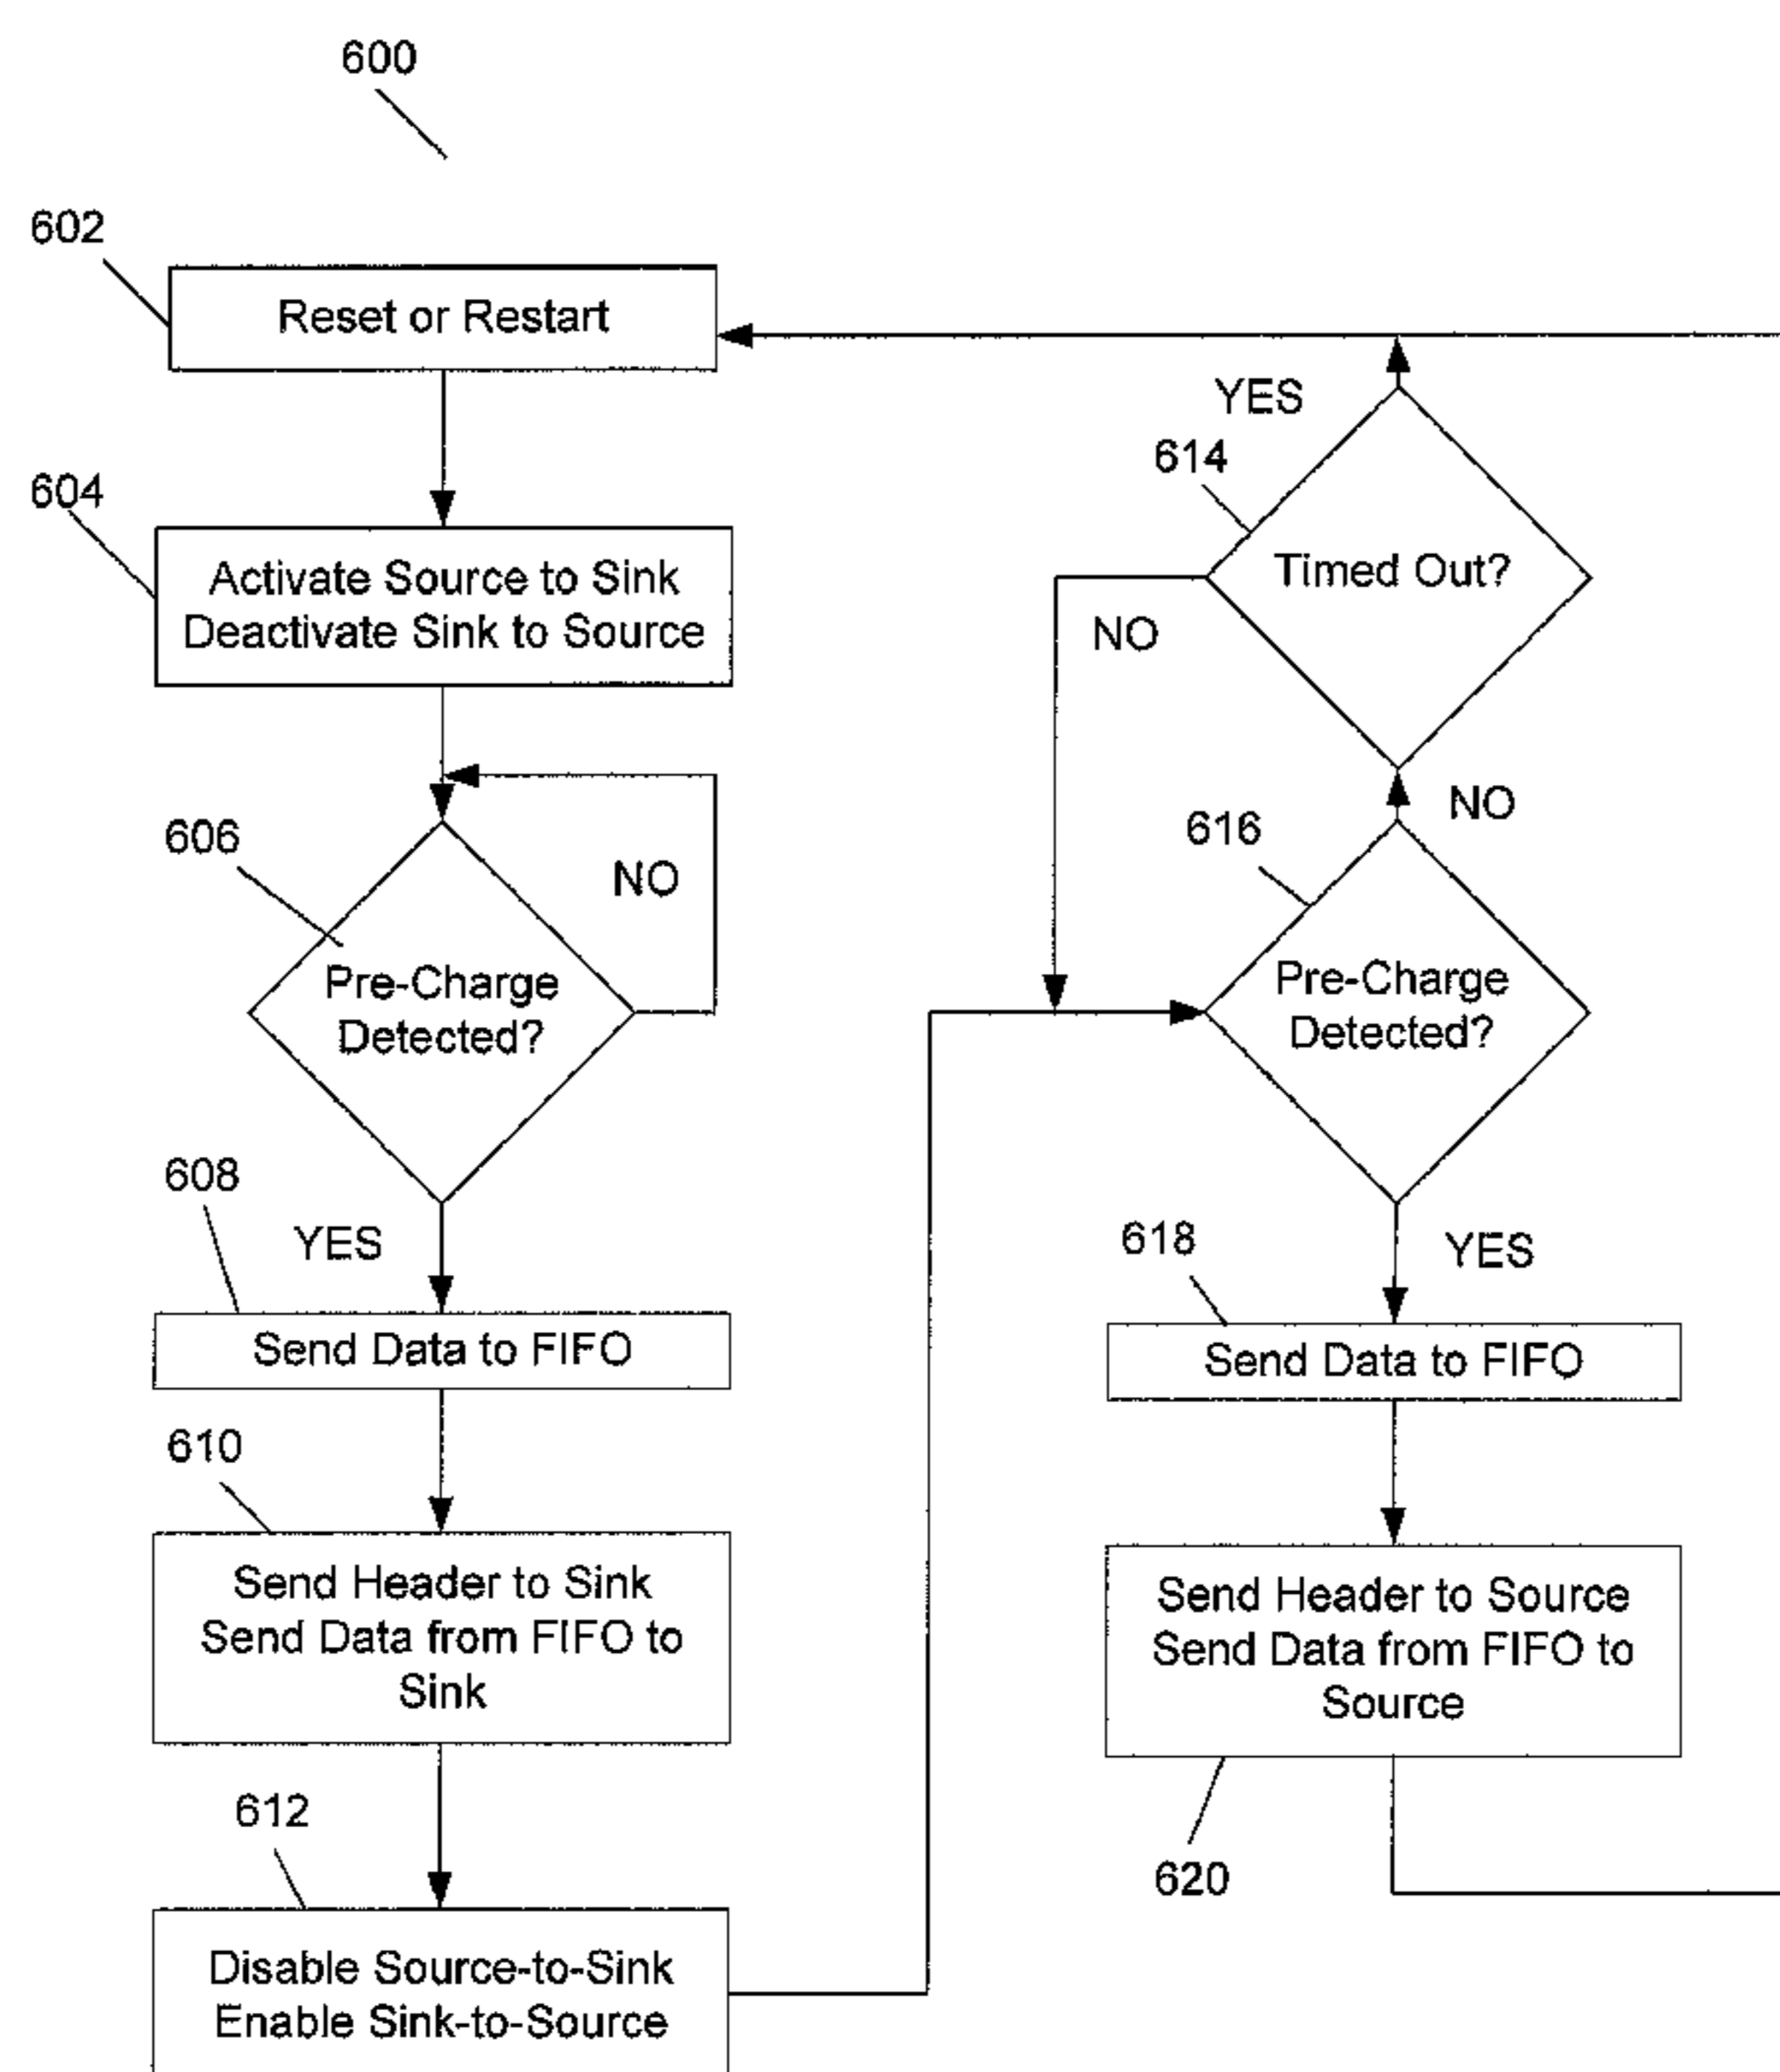 600
602
Reset or Restart
604
Activate Source to Sink
Deactivate Sink to Source
606
Pre-Charge
Detected?
NO
YES
608
Send Data to FIFO
610
Send Header to Sink
Send Data from FIFO to
Sink
612
Disable Source-to-Sink
Enable Sink-to-Source
YES
614
Timed Out?
NO
NO
616
Pre-Charge
Detected?
YES
618
Send Data to FIFO
Send Header to Source
Send Data from FIFO to
Source
620